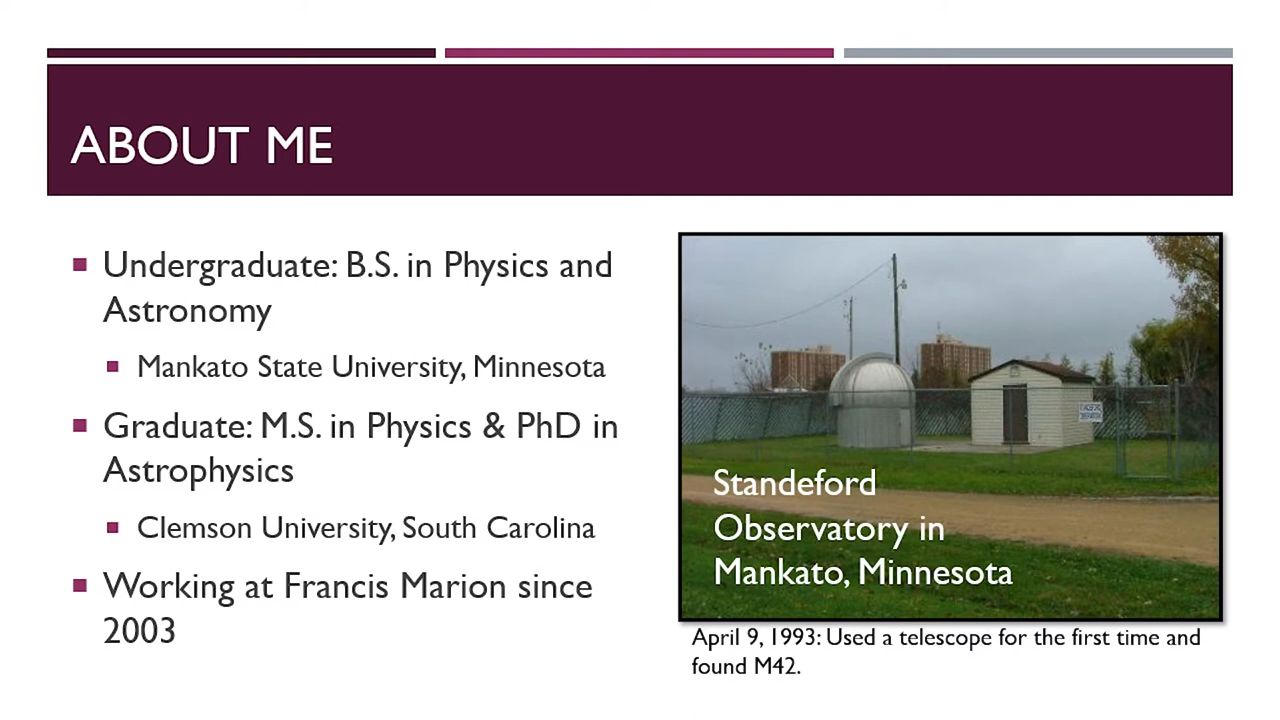 ABOUT ME
Undergraduate: B.S. in Physics and
Astronomy
Mankato State University, Minnesota
Graduate: M.S. in Physics & PhD in
Astrophysics
Clemson University, South Carolina
Working at Francis Marion since
2003
Standeford
Observatory in
Mankato, Minnesota
April 9, 1993: Used a telescope for the first time and
found M42.